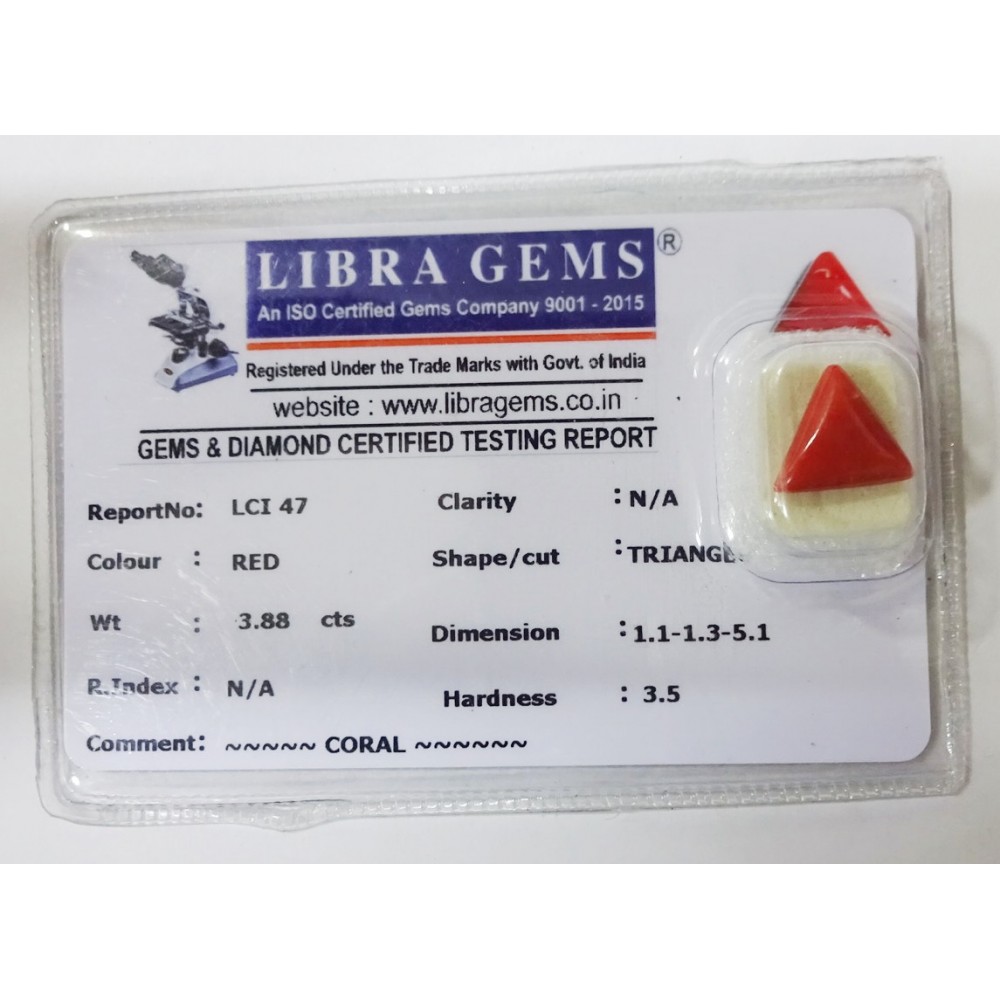 LIBRA GEMS ®
An ISO Certified Gems Company 9001 - 2015
Registered Under the Trade Marks with Govt. of India
website : www.libragems.co.in
GEMS & DIAMOND CERTIFIED TESTING REPORT
ReportNo: LCI 47 Clarity : N/A
Colour : RED Shape/cut : TRIANGL
Wt : 3.88 cts Dimension : 1.1-1.3-5.1
R.Index : N/A Hardness : 3.5
Comment: ~~~~~ CORAL ~~~~~~